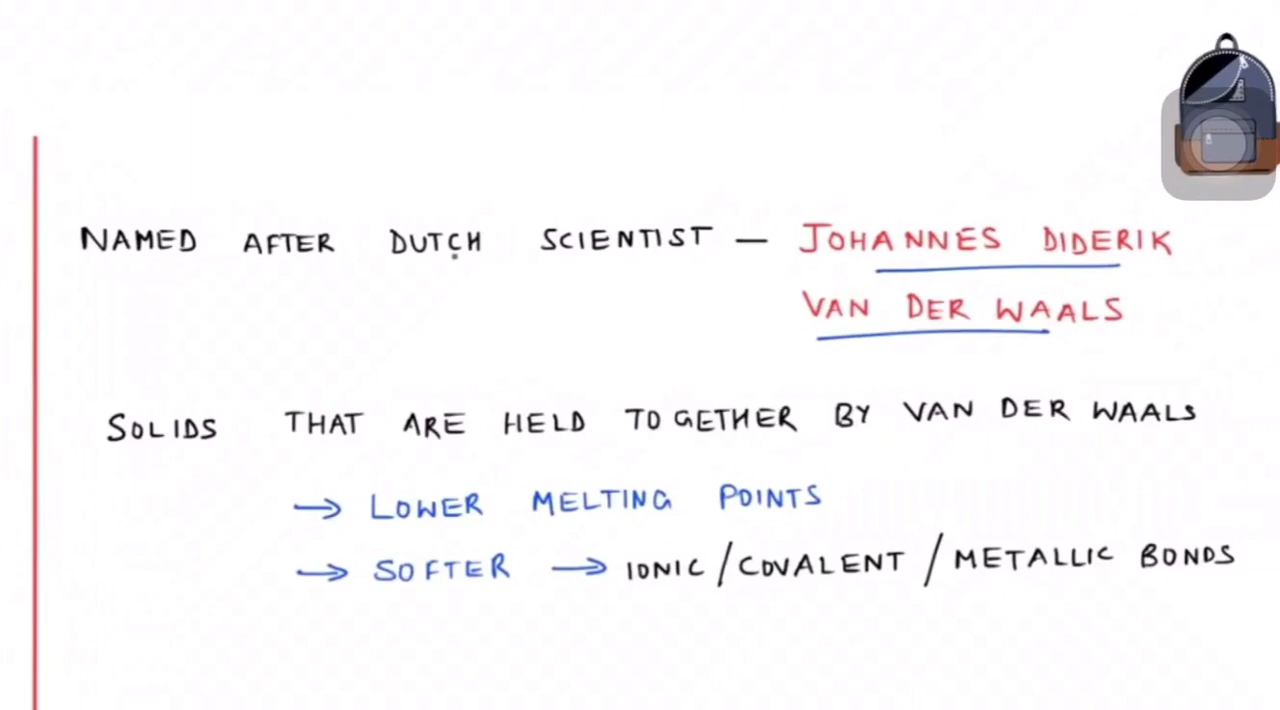 NAMED AFTER DUTCH SCIENTIST — JOHANNES DIDERIK
VAN DER WAALS
SOLIDS THAT ARE HELD TOGETHER BY VAN DER WAALS
→ LOWER MELTING POINTS
→ SOFTER → IONIC / COVALENT / METALLIC BONDS